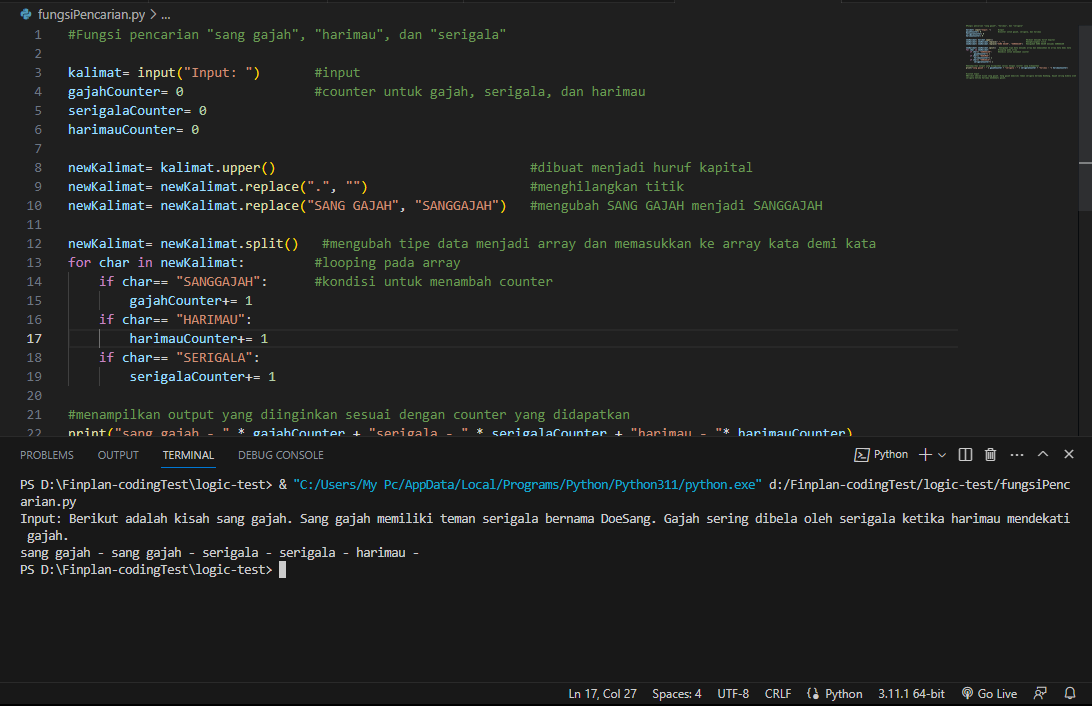 fungsiPencarian.py > ...
1 #Fungsi pencarian "sang gajah", "harimau", dan "serigala"
2
3 kalimat= input("Input: ") #input
4 gajahCounter= 0 #counter untuk gajah, serigala, dan harimau
5 serigalaCounter= 0
6 harimauCounter= 0
7
8 newKalimat= kalimat.upper() #dibuat menjadi huruf kapital
9 newKalimat= newKalimat.replace(".", "") #menghilangkan titik
10 newKalimat= newKalimat.replace("SANG GAJAH", "SANGGAJAH") #mengubah SANG GAJAH menjadi SANGGAJAH
11
12 newKalimat= newKalimat.split() #mengubah tipe data menjadi array dan memasukkan ke array kata demi kata
13 for char in newKalimat: #looping pada array
14 if char== "SANGGAJAH": #kondisi untuk menambah counter
15 gajahCounter+= 1
16 if char== "HARIMAU":
17 harimauCounter+= 1
18 if char== "SERIGALA":
19 serigalaCounter+= 1
20
21 #menampilkan output yang diinginkan sesuai dengan counter yang didapatkan
22 print("sang gajah - " * gajahCounter + "serigala - " * serigalaCounter + "harimau - "* harimauCounter)
PROBLEMS OUTPUT TERMINAL DEBUG CONSOLE Python
PS D:\Finplan-codingTest\logic-test> & "C:/Users/My Pc/AppData/Local/Programs/Python/Python311/python.exe" d:/Finplan-codingTest/logic-test/fungsiPenc
arian.py
Input: Berikut adalah kisah sang gajah. Sang gajah memiliki teman serigala bernama DoeSang. Gajah sering dibela oleh serigala ketika harimau mendekati
gajah.
sang gajah - sang gajah - serigala - serigala - harimau -
PS D:\Finplan-codingTest\logic-test>
Ln 17, Col 27 Spaces: 4 UTF-8 CRLF Python 3.11.1 64-bit Go Live